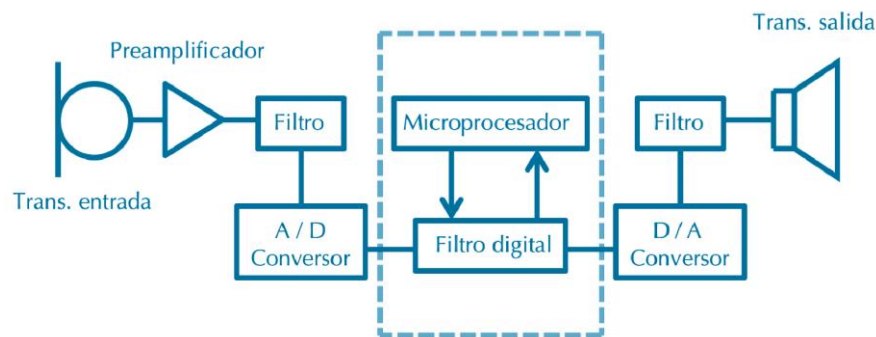 Trans. salida
Preamplificador
Filtro
Microprocesador
Filtro
Trans. entrada
A / D
Conversor
Filtro digital
D / A
Conversor